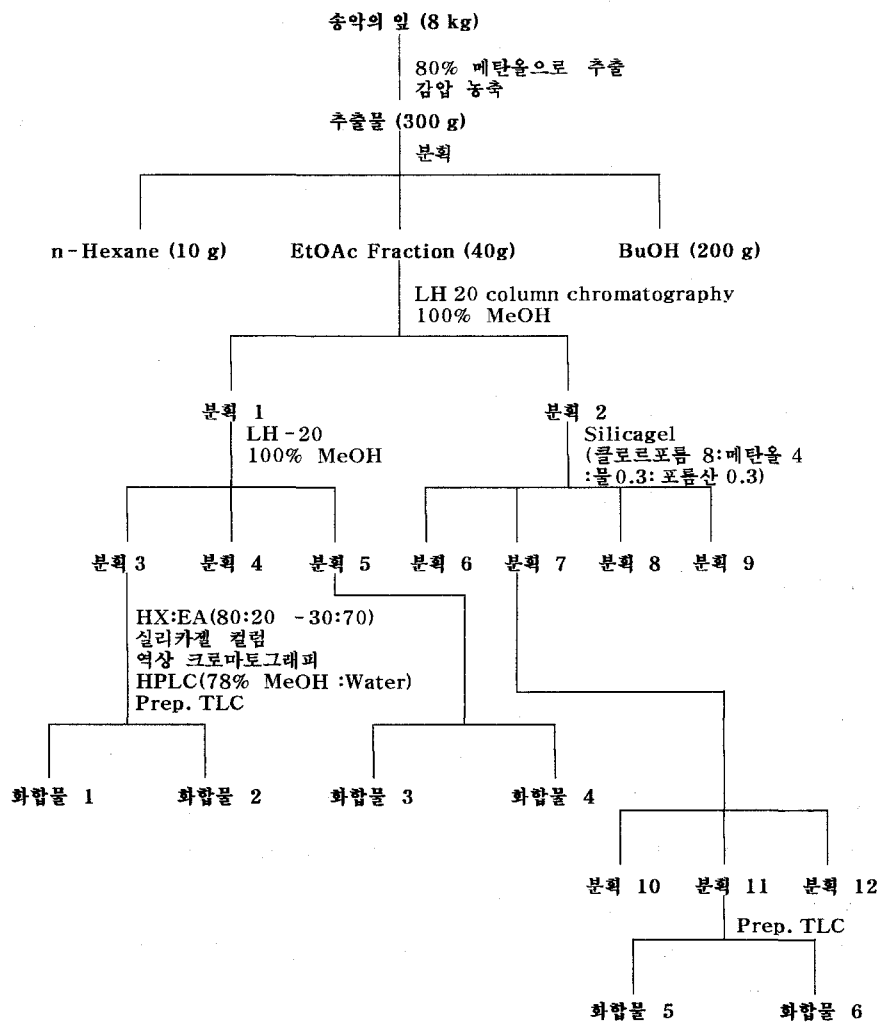 송악의 잎 (8 kg)
80% 메탄올으로 추출
감압 농축
추출물 (300 g)
분획
n-Hexane (10 g)
EtOAc Fraction (40g)
BuOH (200 g)
LH 20 column chromatography
100% MeOH
분획 1
분획 2
LH-20
100% MeOH
Silicagel
(클로르포름 8:메탄올 4
:물0.3: 포름산 0.3)
분획3
분획 4
분획 5
분획 6
분획 7
분획 8
분획 9
HX:EA(80:20 -30:70)
실리카젤 컬럼
역상 크로마토그래피
HPLC(78% MeOH :Water)
Prep. TLC
화합물 1
화합물 2
화합물 3
화합물 4
분획 10
분획 11
분획 12
Prep. TLC
화합물 5
화합물 6